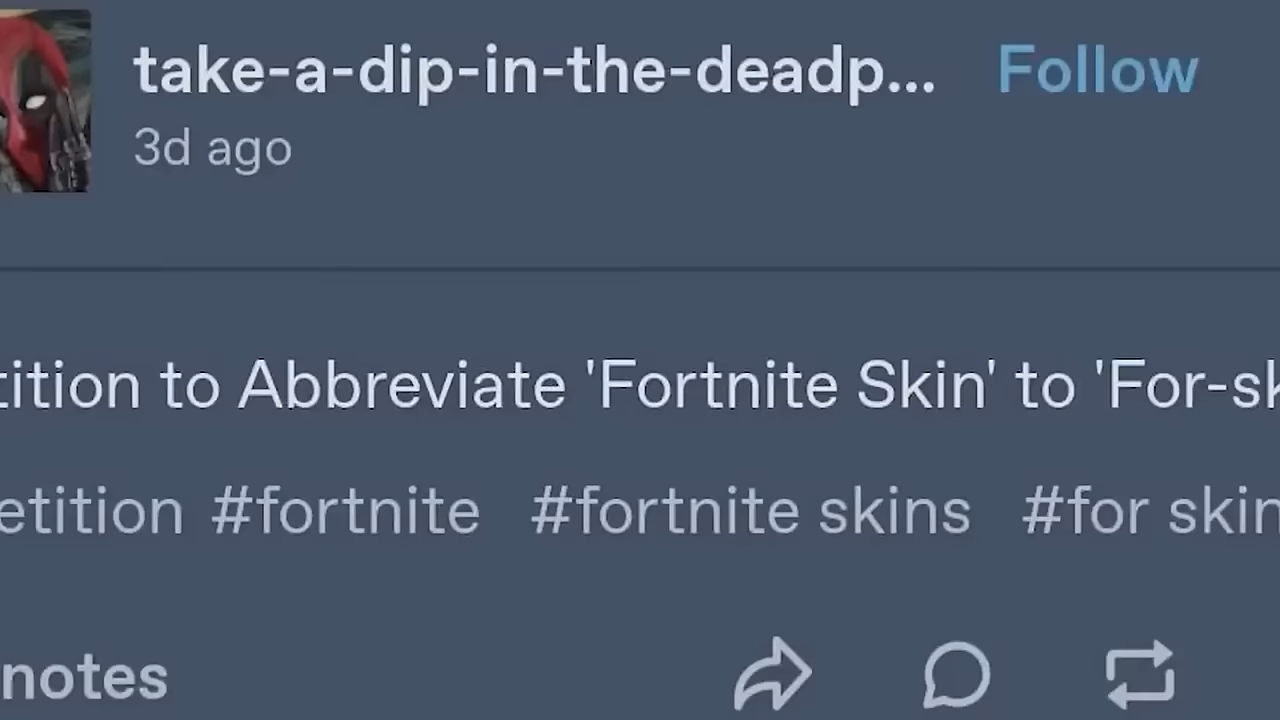 take-a-dip-in-the-deadp... Follow
3d ago
tition to Abbreviate 'Fortnite Skin' to 'For-sk
etition #fortnite #fortnite skins #for skin
notes